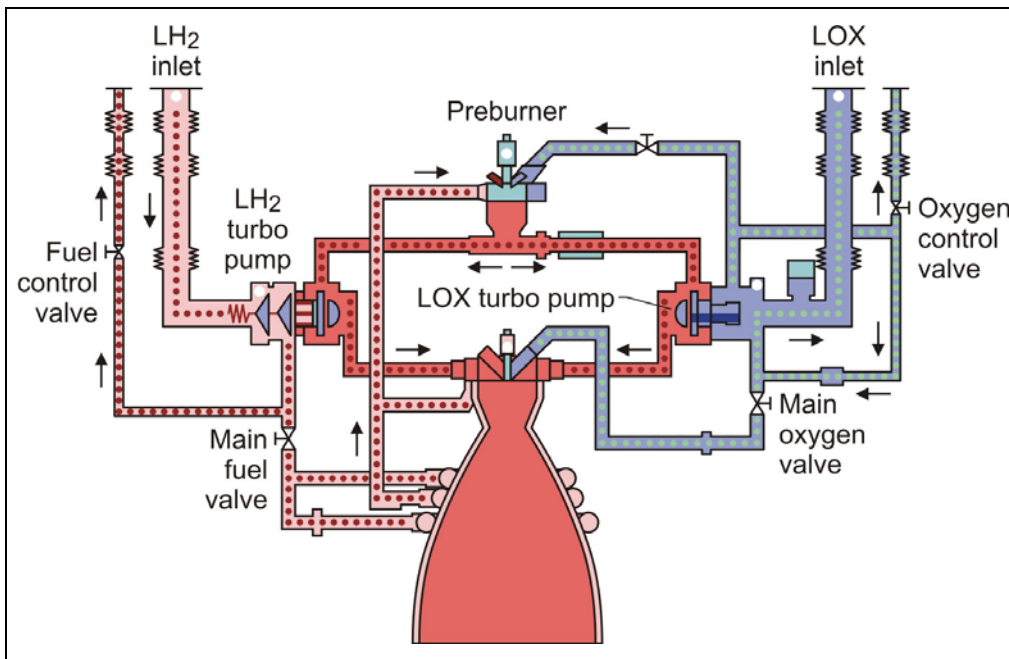 LH2
inlet
LOX
inlet
Preburner
LH2
turbo
pump
Fuel
control
valve
Oxygen
control
valve
LOX turbo pump
Main
fuel
valve
Main
oxygen
valve